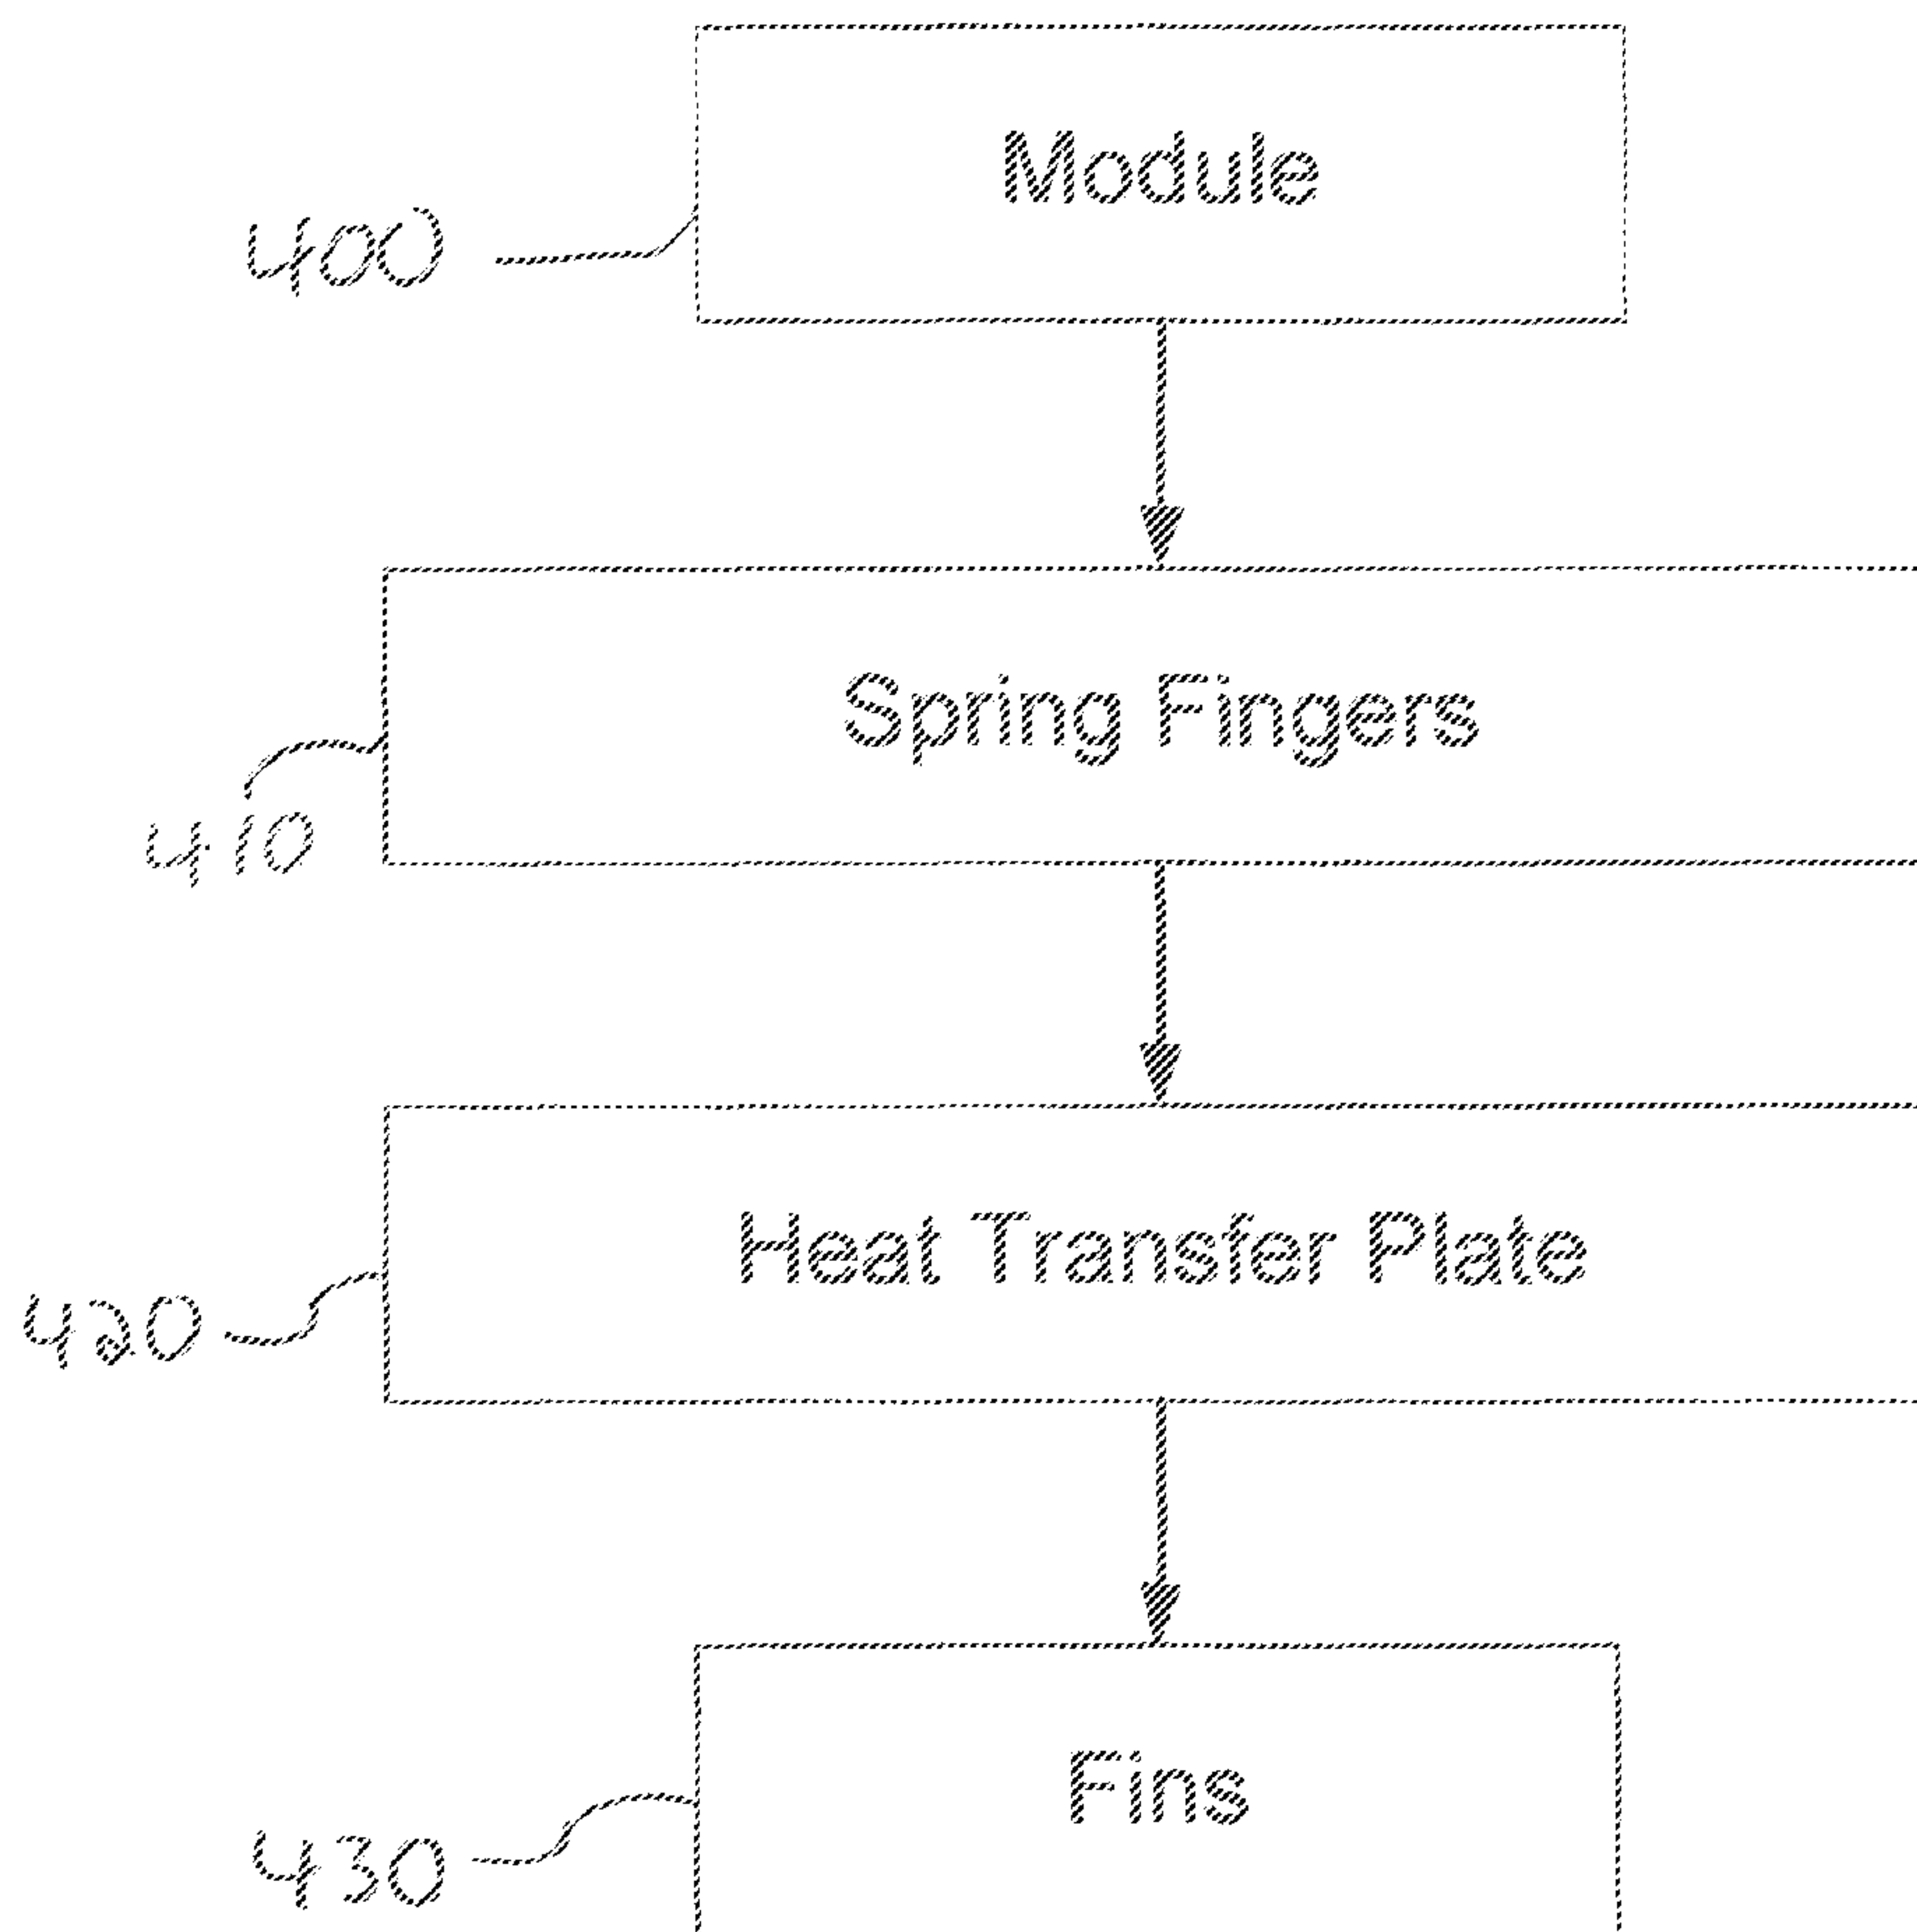 Module
400
Spring Fingers
410
Heat Transfer Plate
420
Fins
430